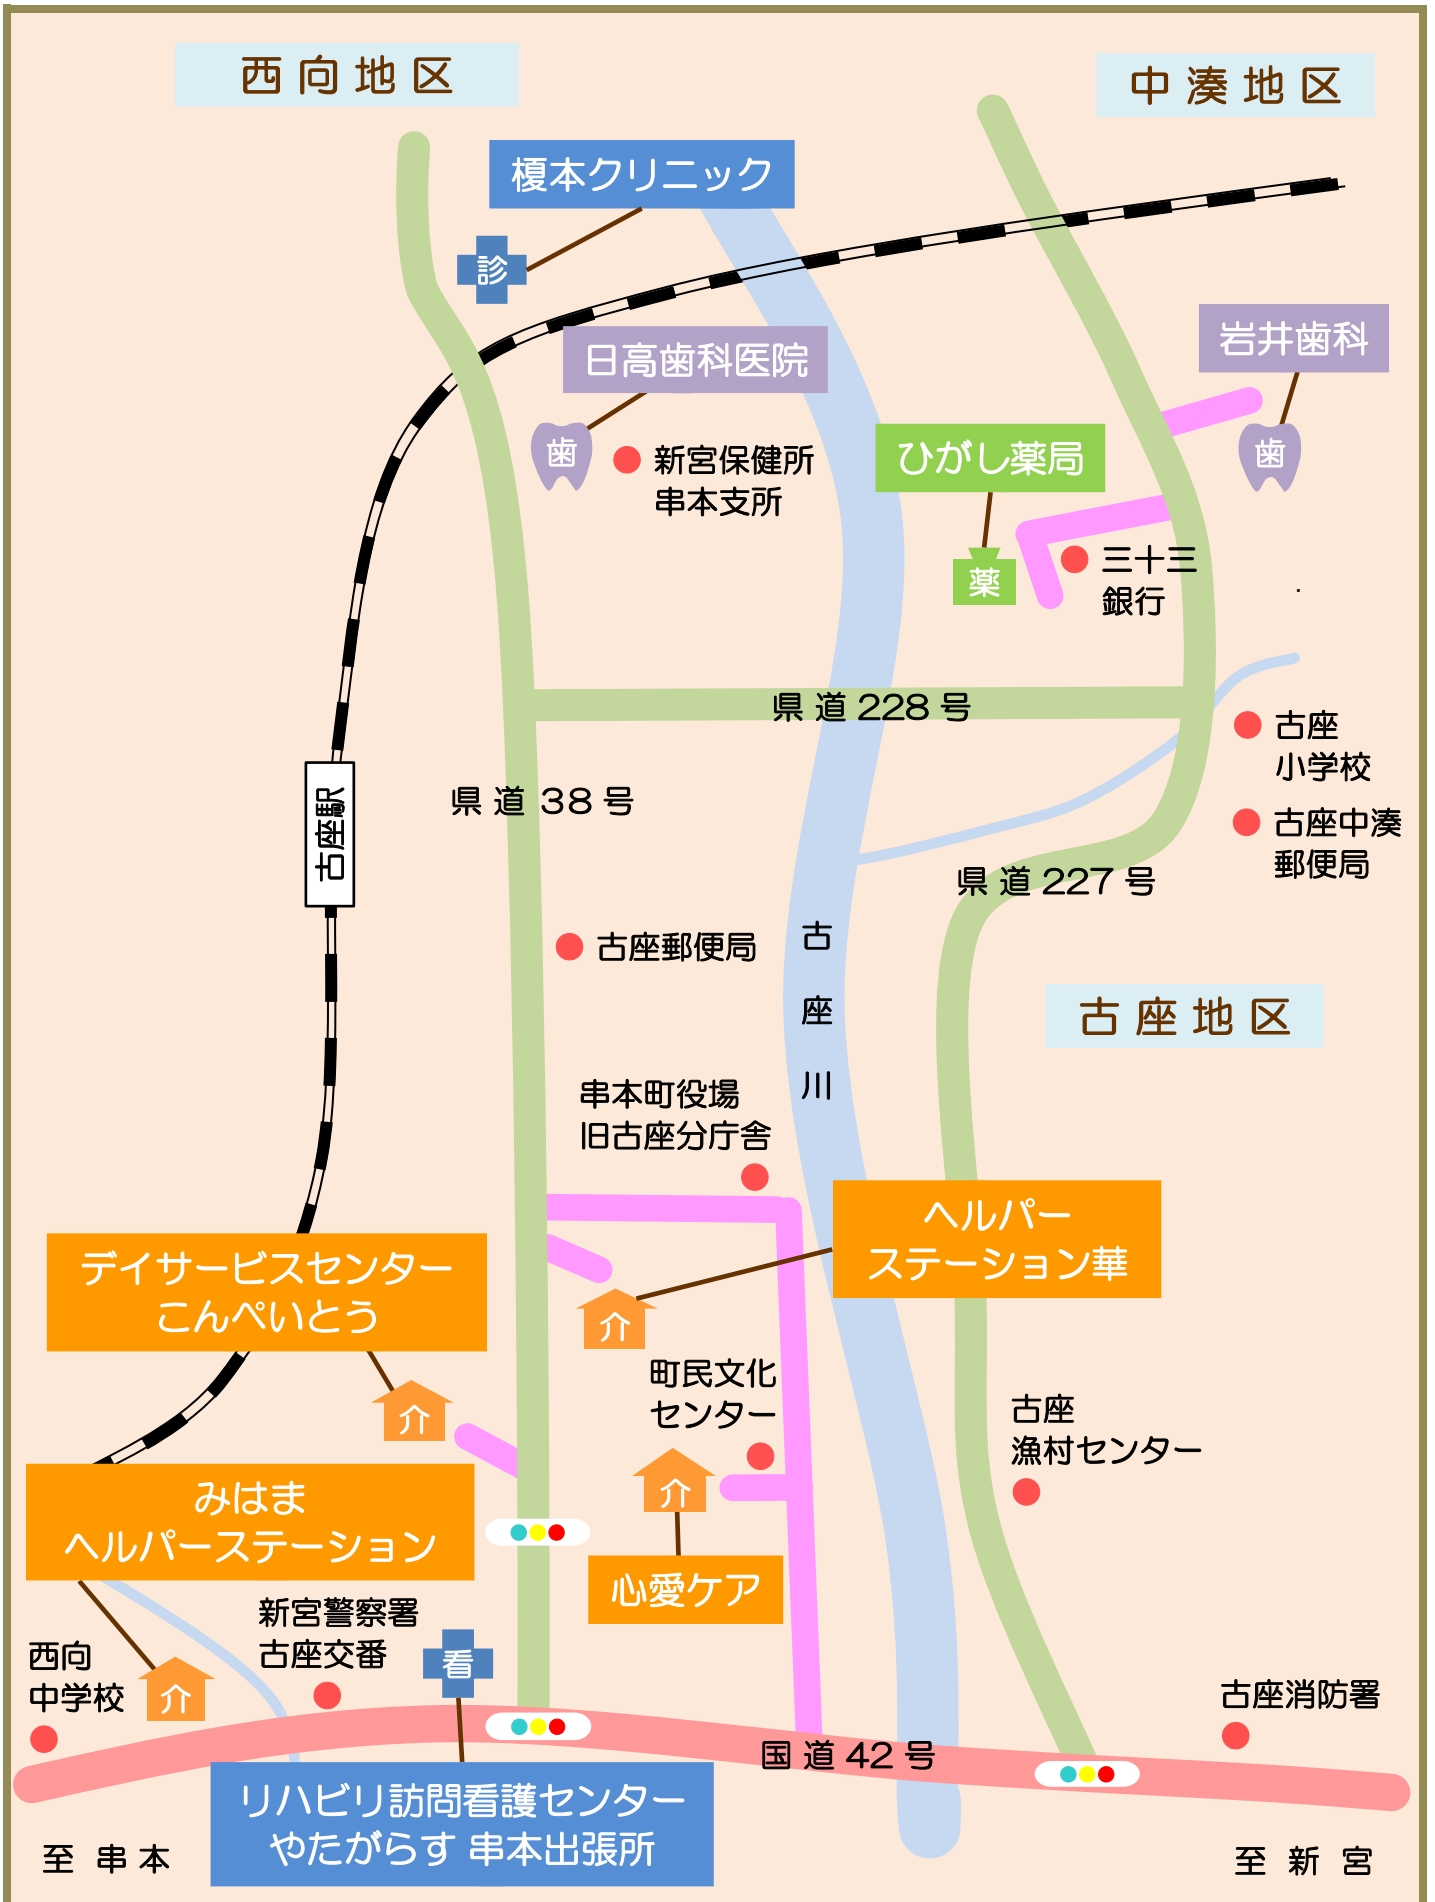 西向地区
中湊地区
榎本クリニック
診
日高歯科医院
歯
新宮保健所
串本支所
岩井歯科
歯
ひがし薬局
薬
三十三
銀行
県道228号
古座
小学校
県道38号
古座駅
古座中湊
郵便局
県道227号
古座郵便局
古座川
古座地区
串本町役場
旧古座分庁舎
ヘルパー
ステーション華
デイサービスセンター
こんぺいとう
介
介
町民文化
センター
古座
漁村センター
みはま
ヘルパーステーション
介
心愛ケア
新宮警察署
古座交番
西向
中学校
介
看
古座消防署
国道42号
リハビリ訪問看護センター
やたがらす 串本出張所
至 串本
至 新宮